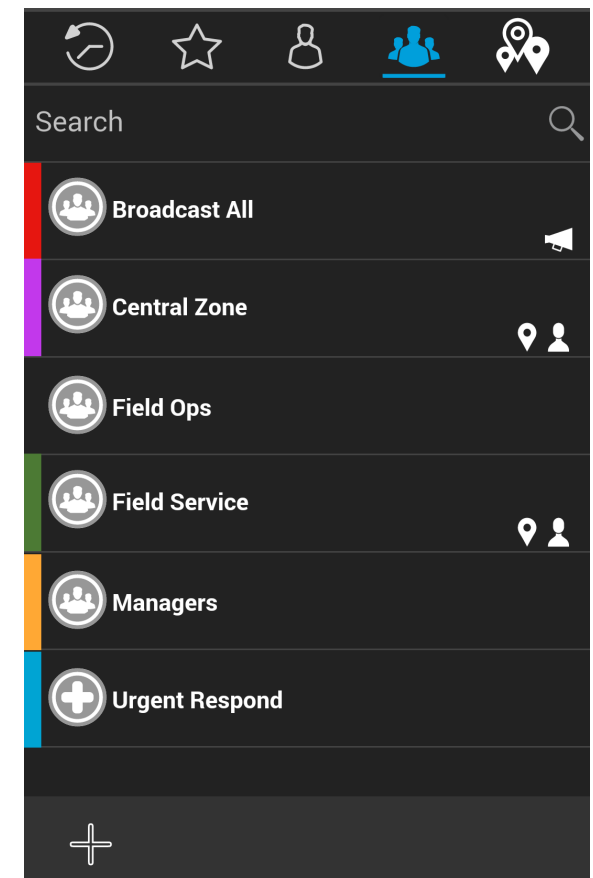 Search
Broadcast All
Central Zone
Field Ops
Field Service
Managers
Urgent Respond